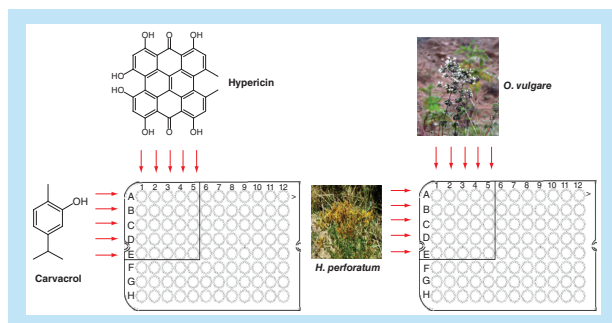 OH O OH
HO
HO
Hypericin
OH O OH
O. vulgare
1 2 3 4 5 6 7 8 9 10 11 12
A
B
C
D
E
F
G
H
>
OH
Carvacrol
H. perforatum
1 2 3 4 5 6 7 8 9 10 11 12
A
B
C
D
E
F
G
H
>